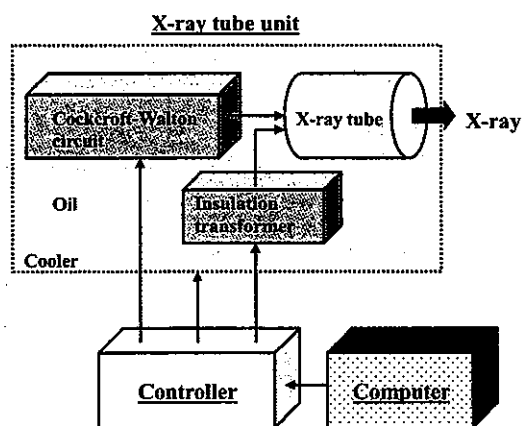 X-ray tube unit
Cockcroft-Walton
circuit
X-ray tube
X-ray
Oil
Insulation
transformer
Cooler
Controller
Computer